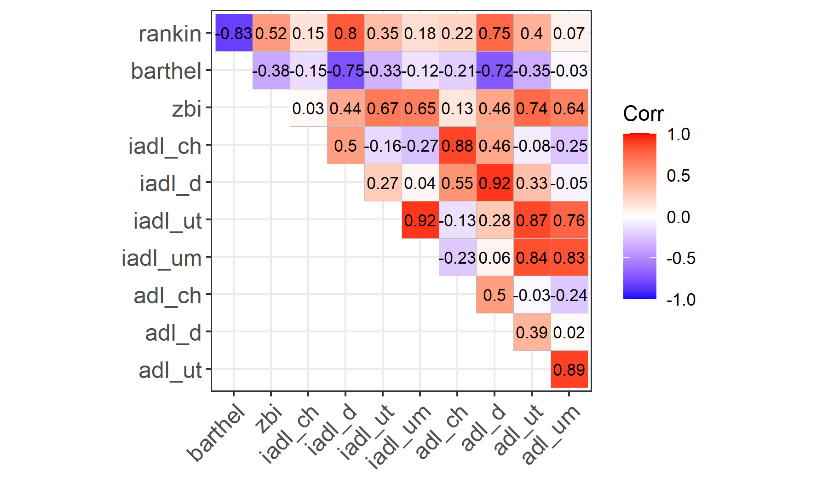 rankin -0.83 0.52 0.15 0.8 0.35 0.18 0.22 0.75 0.4 0.07
barthel -0.38 -0.15 -0.75 -0.33 -0.12 -0.21 -0.72 -0.35 -0.03
zbi 0.03 0.44 0.67 0.65 0.13 0.46 0.74 0.64
iadl_ch 0.5 -0.16 -0.27 0.88 0.46 -0.08 -0.25
iadl_d 0.27 0.04 0.55 0.92 0.33 -0.05
iadl_ut 0.92 -0.13 0.28 0.87 0.76
iadl_um -0.23 0.06 0.84 0.83
adl_ch 0.5 -0.03 -0.24
adl_d 0.39 0.02
adl_ut 0.89
barthel zbi iadl_ch iadl_d iadl_ut iadl_um adl_ch adl_d adl_ut adl_um
Corr
1.0
0.5
0.0
-0.5
-1.0